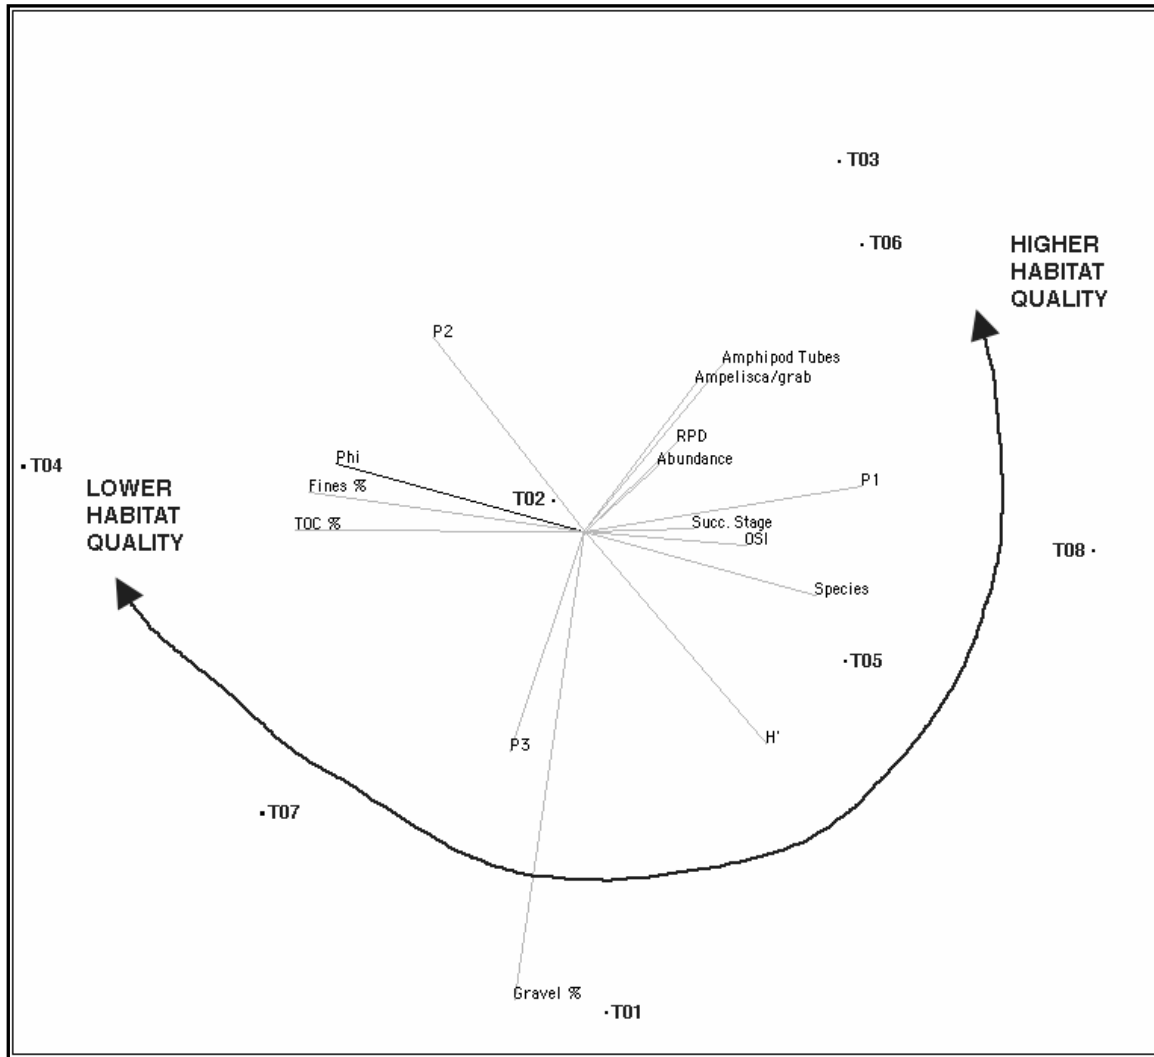 T03
T06
HIGHER
HABITAT
QUALITY
P2
Amphipod Tubes
Ampelisca/grab
RPD
Abundance
Phi
T04
Fines %
P1
LOWER
HABITAT
QUALITY
T02
TOC %
Succ. Stage
OSI
T08
Species
T05
P3
H'
T07
Gravel %
T01